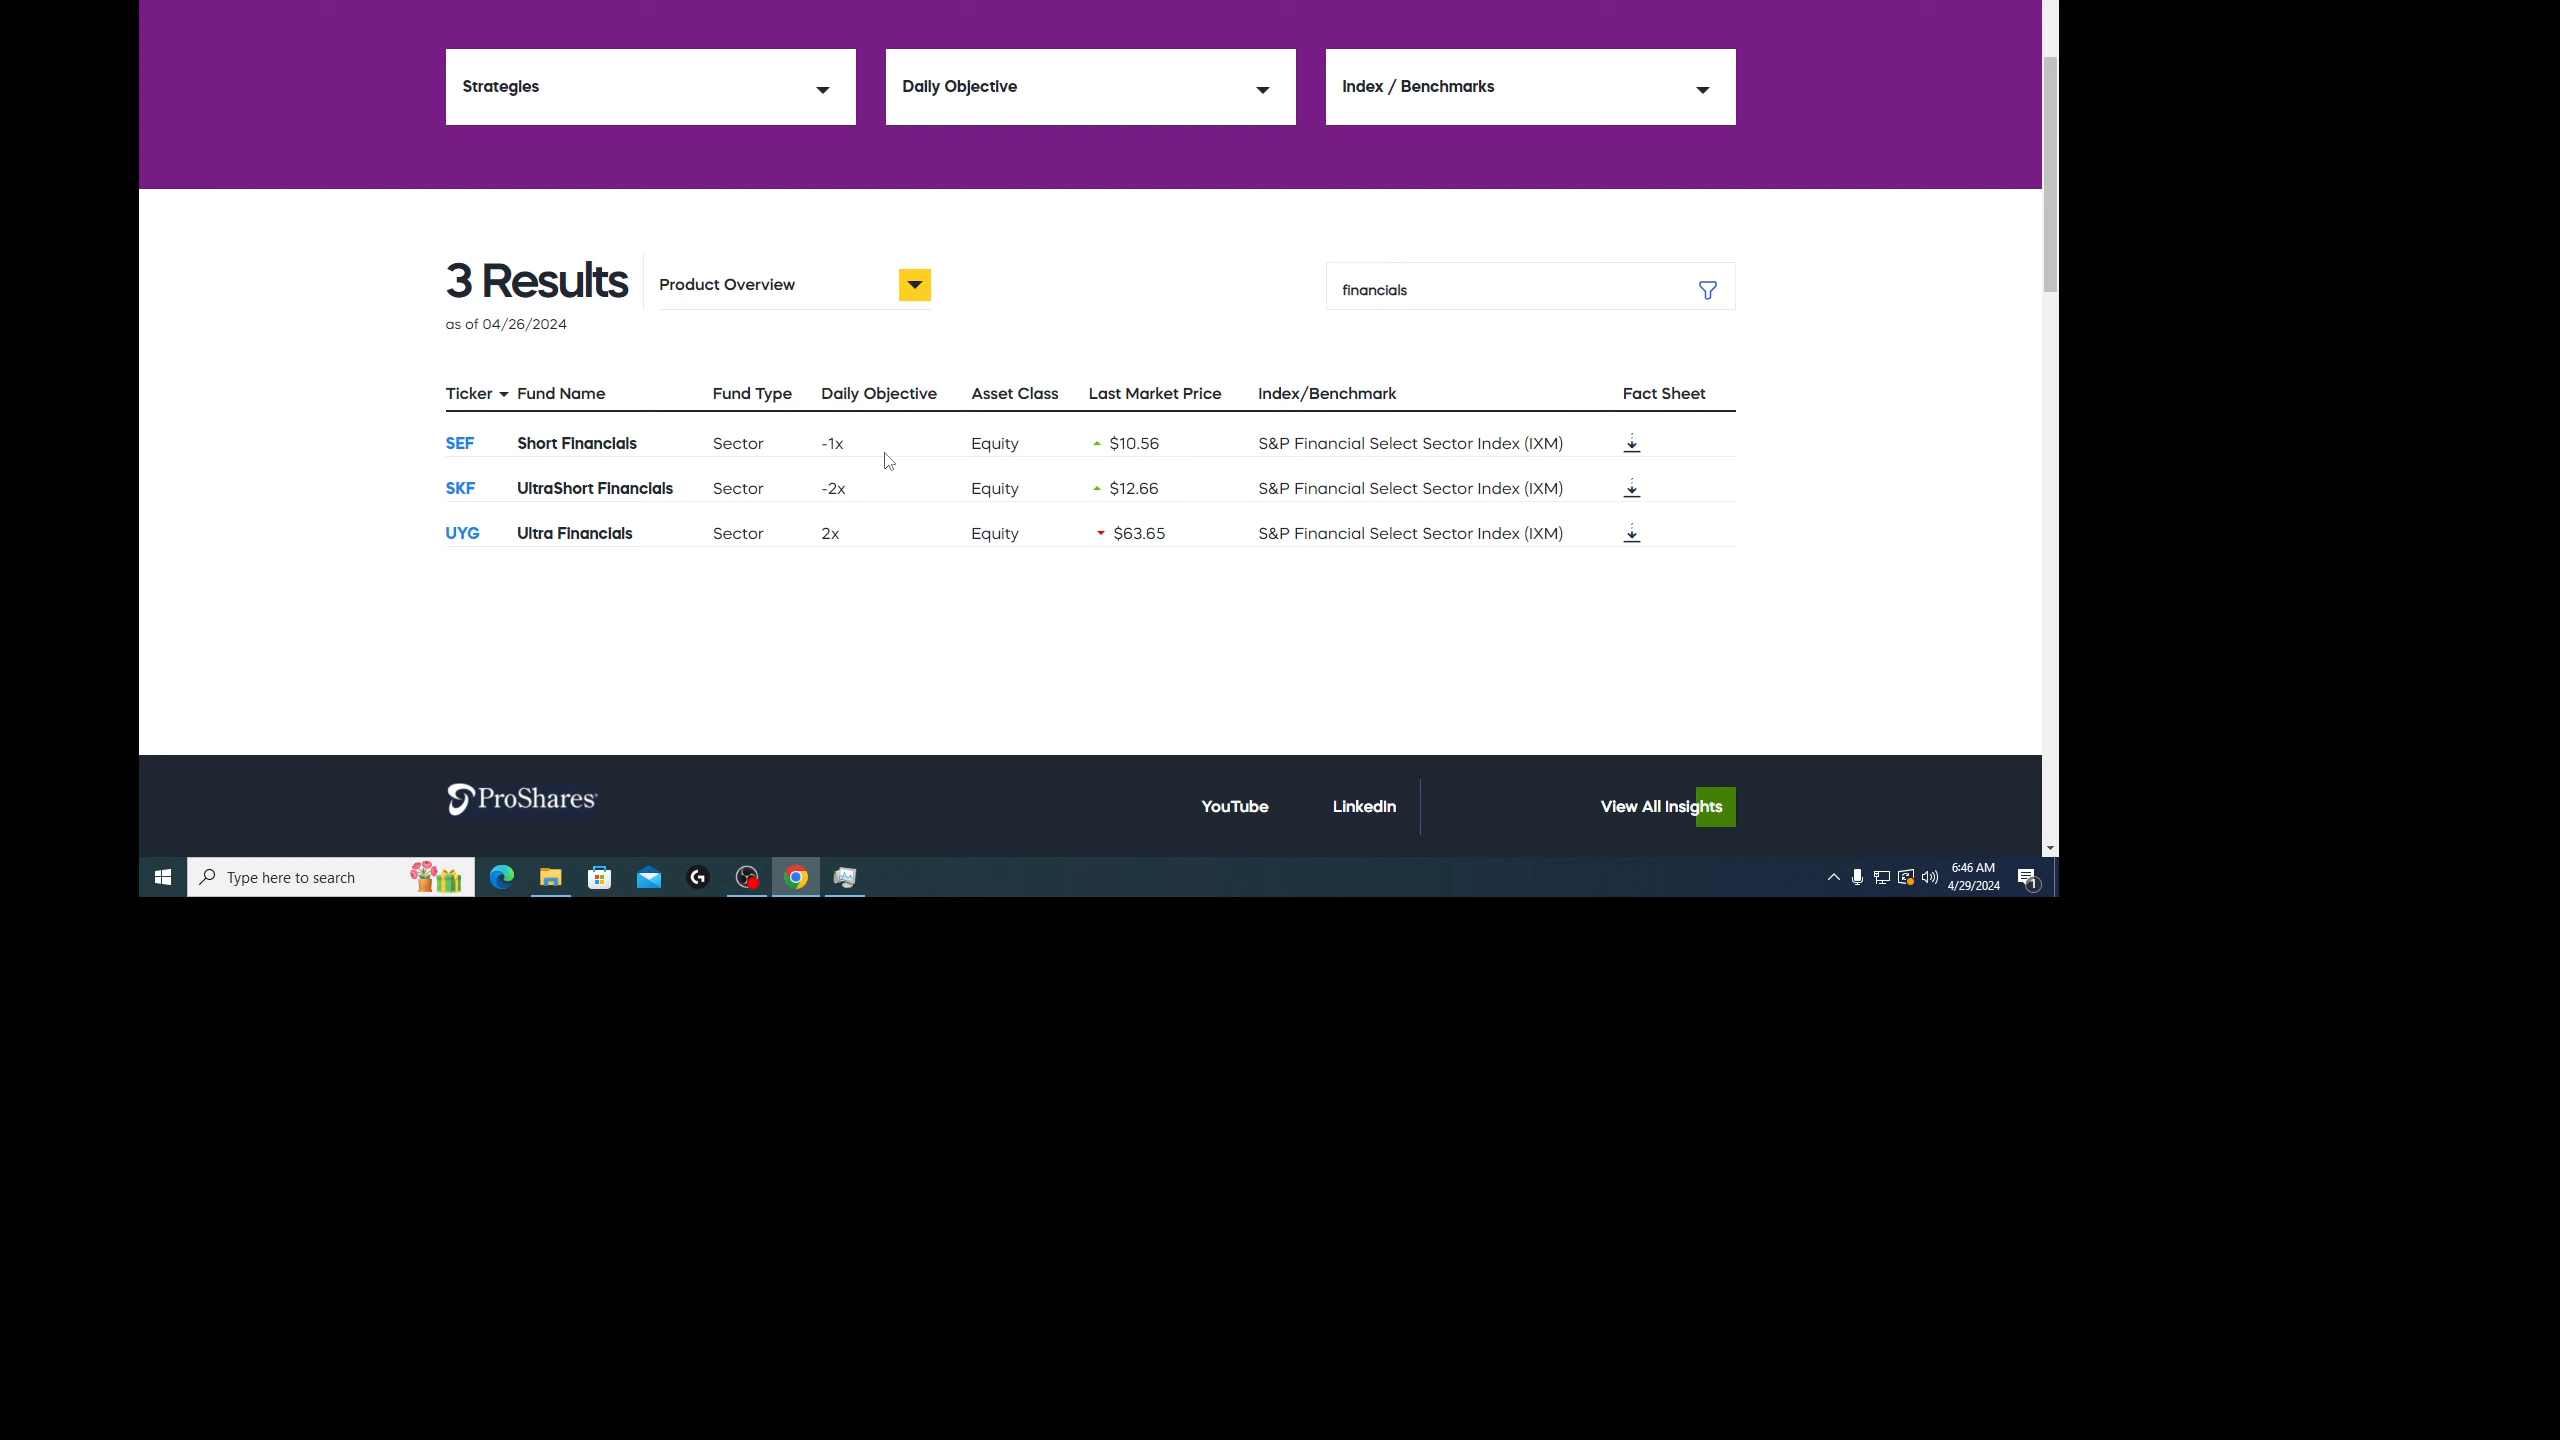 Strategies Daily Objective Index / Benchmarks
3 Results Product Overview financials
as of 04/26/2024
Ticker Fund Name Fund Type Daily Objective Asset Class Last Market Price Index/Benchmark Fact Sheet
SEF Short Financials Sector -1x Equity $10.56 S&P Financial Select Sector Index (IXM)
SKF UltraShort Financials Sector -2x Equity $12.66 S&P Financial Select Sector Index (IXM)
UYG Ultra Financials Sector 2x Equity $63.65 S&P Financial Select Sector Index (IXM)
ProShares YouTube LinkedIn View All Insights
Type here to search 6:46 AM
4/29/2024 1